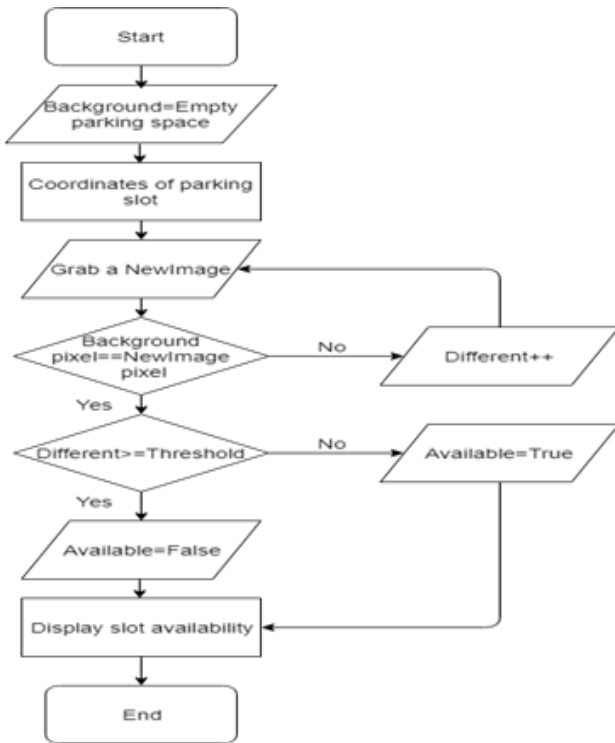 Start
Background=Empty
parking space
Coordinates of parking
slot
Grab a NewImage
Background
pixel==NewImage
pixel
No
Different++
Yes
Different>=Threshold
No
Available=True
Yes
Available=False
Display slot availability
End